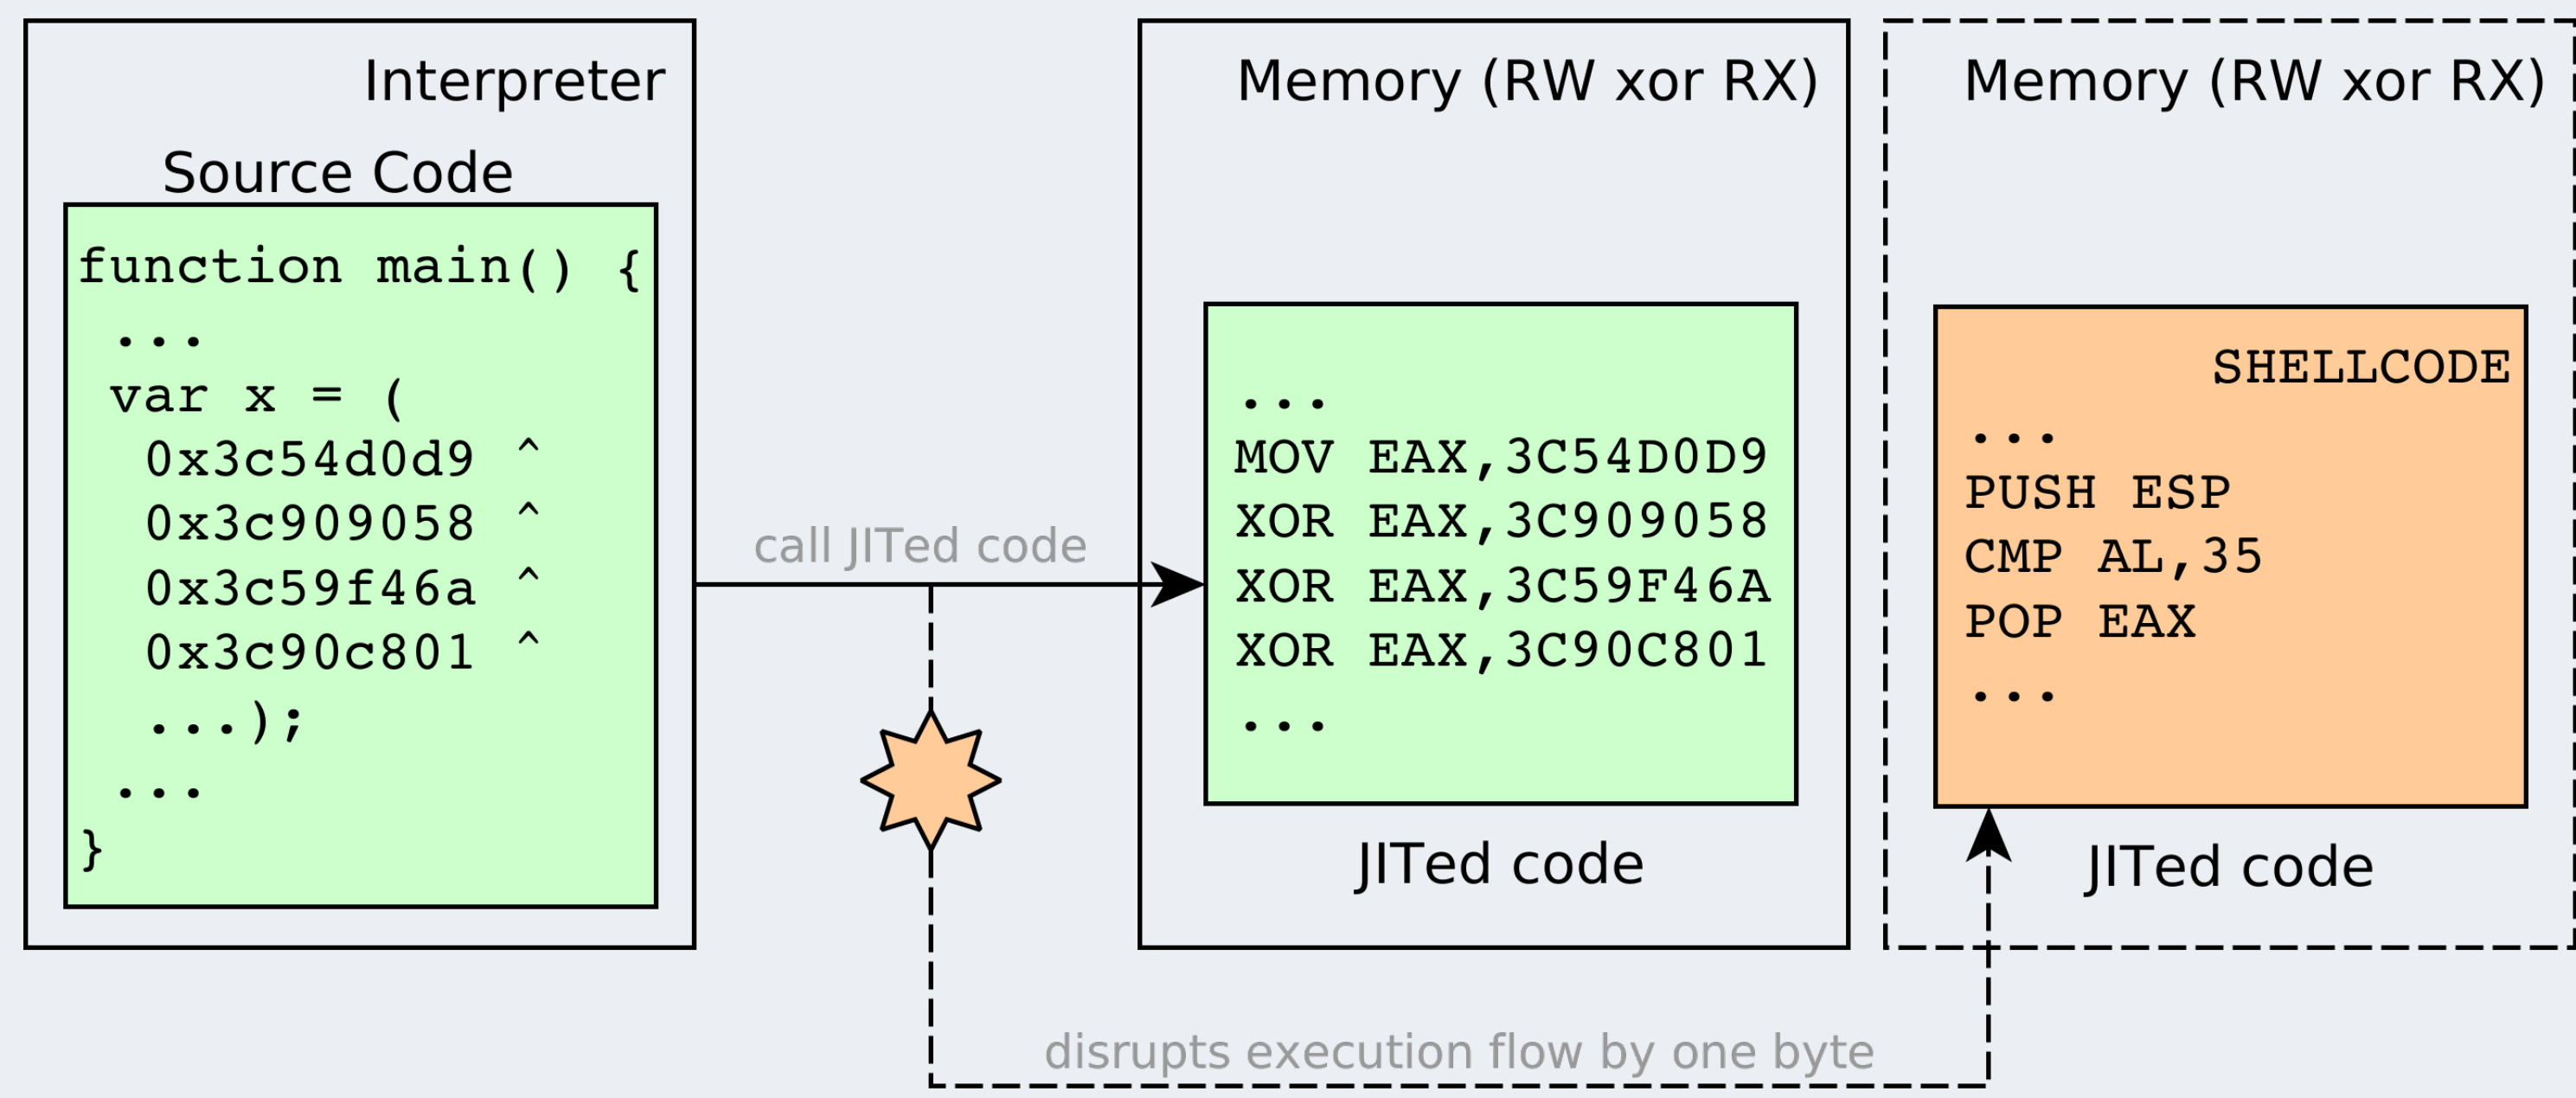 Interpreter
Source Code
function main() {
...
var x = (
0x3c54d0d9 ^
0x3c909058 ^
0x3c59f46a ^
0x3c90c801 ^
...);
...
}
call JITed code
Memory (RW xor RX)
...
MOV EAX,3C54D0D9
XOR EAX,3C909058
XOR EAX,3C59F46A
XOR EAX,3C90C801
...
JITed code
Memory (RW xor RX)
SHELLCODE
...
PUSH ESP
CMP AL,35
POP EAX
...
JITed code
disrupts execution flow by one byte